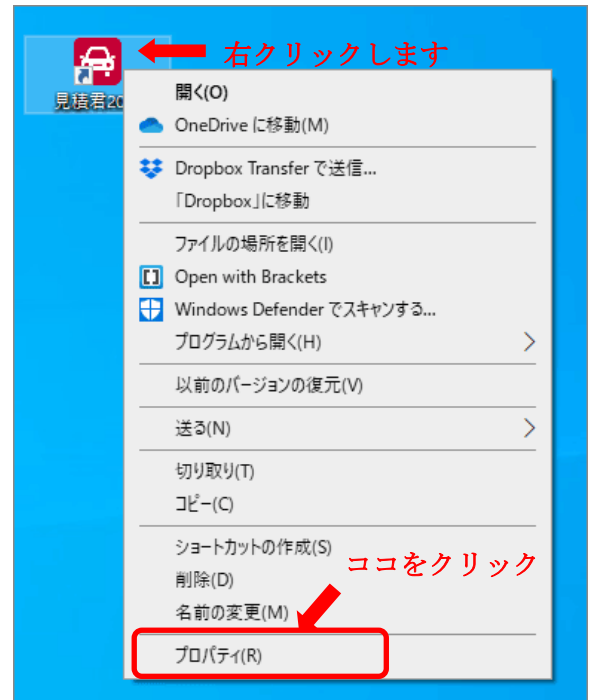 右クリックします
見積君20
開く(O)
OneDrive に移動(M)
Dropbox Transfer で送信...
「Dropbox」に移動
ファイルの場所を開く(I)
Open with Brackets
Windows Defender でスキャンする...
プログラムから開く(H)
以前のバージョンの復元(V)
送る(N)
切り取り(T)
コピー(C)
ショートカットの作成(S)
ココをクリック
削除(D)
名前の変更(M)
プロパティ(R)